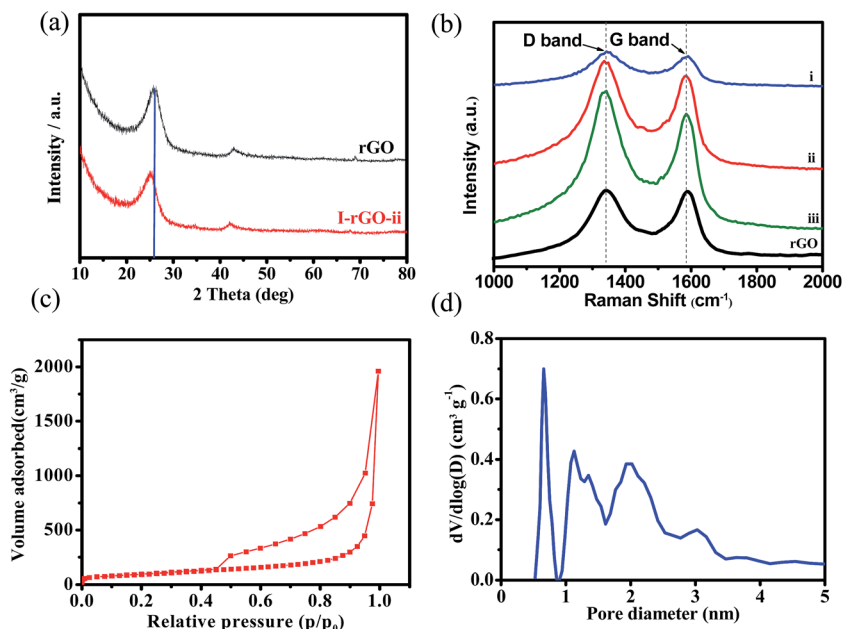 (a)
Intensity / a.u.
rGO
I-rGO-ii
10 20 30 40 50 60 70 80
2 Theta (deg)
(b)
D band G band
Intensity (a.u.)
i
ii
iii
rGO
1000 1200 1400 1600 1800 2000
Raman Shift (cm⁻¹)
(c)
Volume adsorbed(cm³/g)
2000
1500
1000
500
0
0.0 0.2 0.4 0.6 0.8 1.0
Relative pressure (p/p₀)
(d)
dV/dlog(D) (cm³ g⁻¹)
0.8
0.6
0.4
0.2
0.0
0 1 2 3 4 5
Pore diameter (nm)